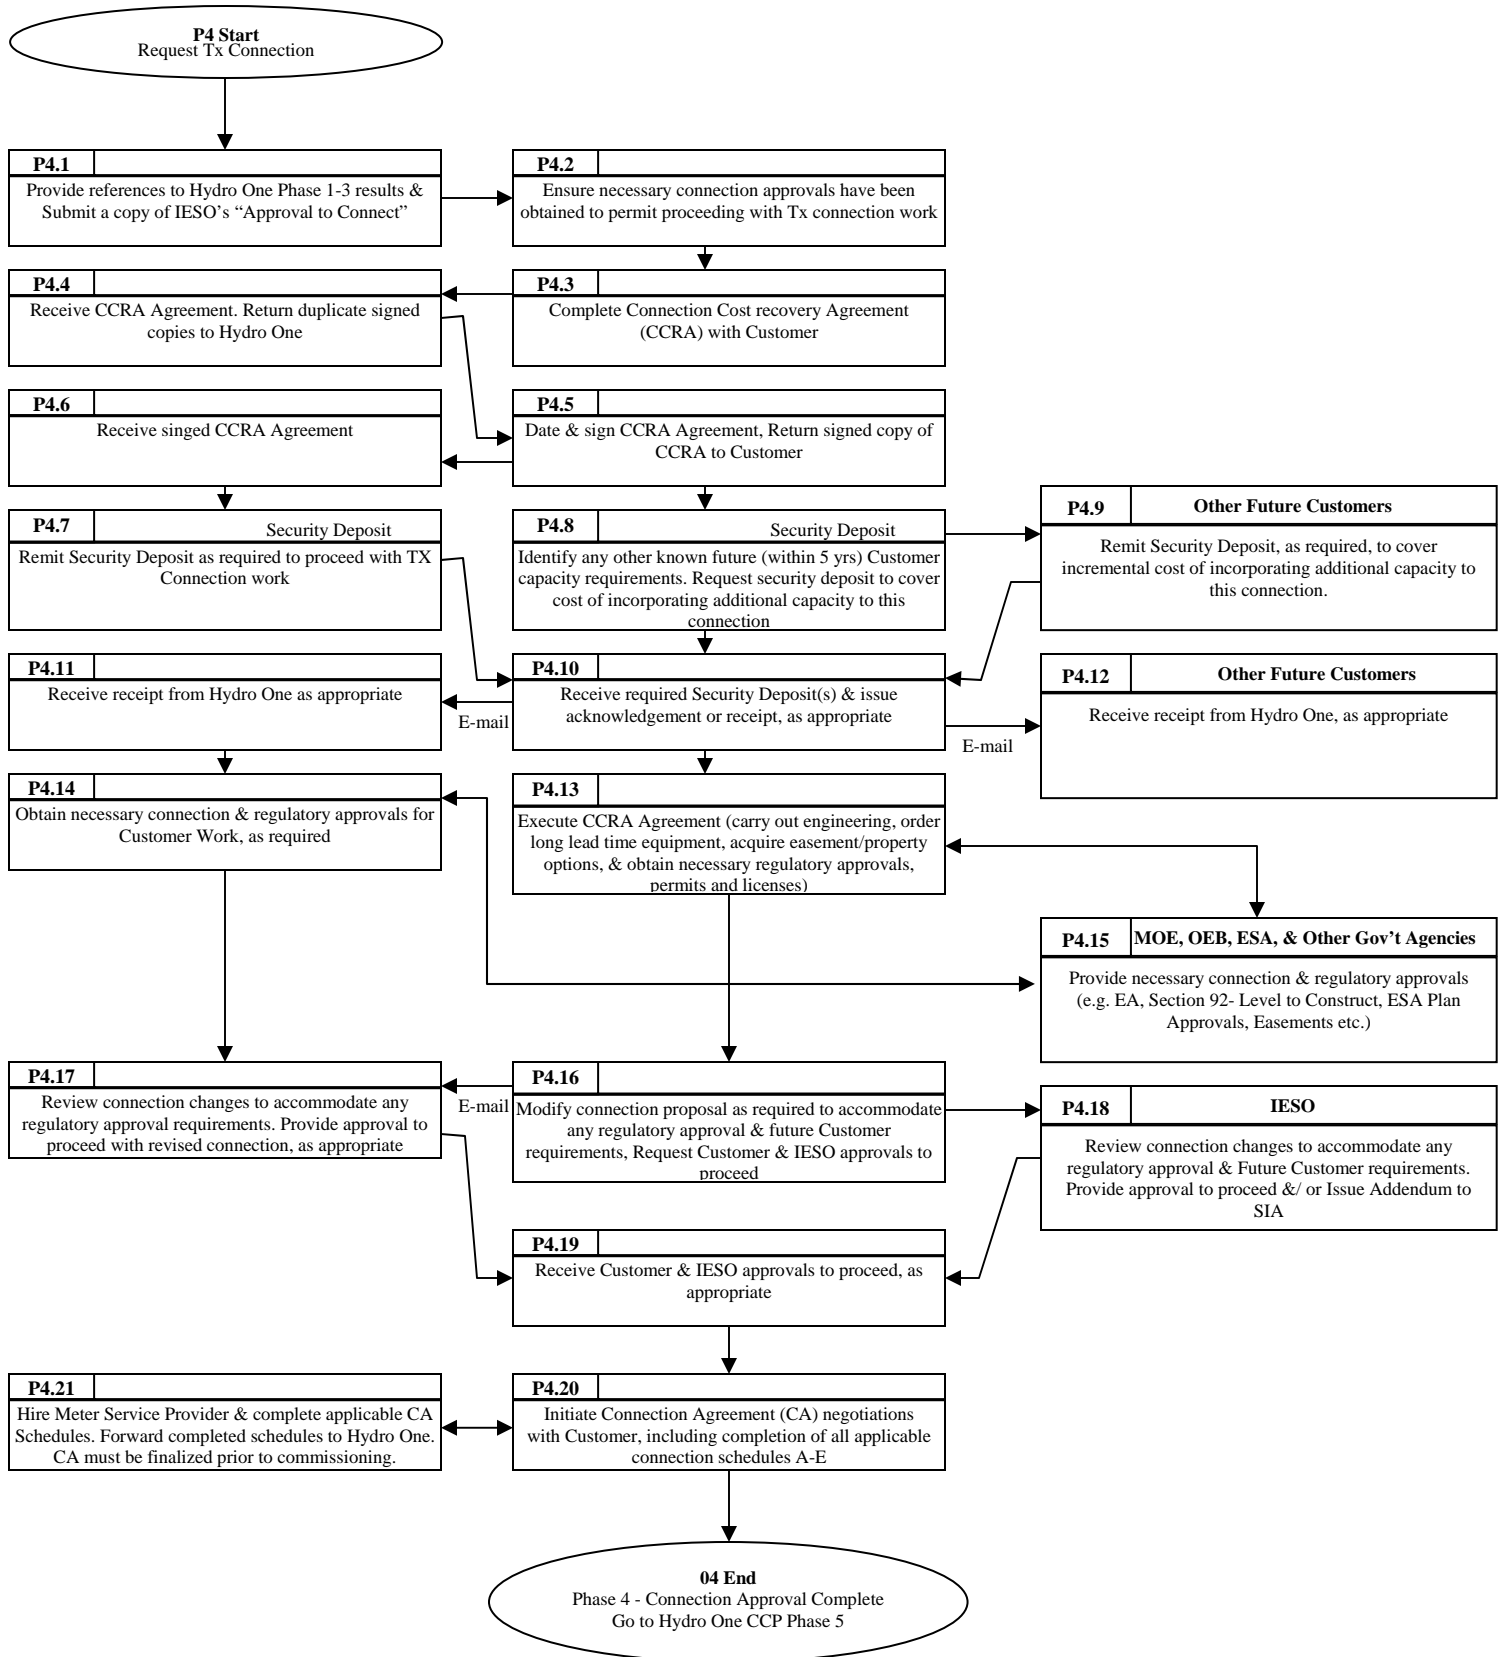 P4 Start
Request Tx Connection
P4.1
Provide references to Hydro One Phase 1-3 results &
Submit a copy of IESO's “Approval to Connect”
P4.2
Ensure necessary connection approvals have been
obtained to permit proceeding with Tx connection work
P4.4
Receive CCRA Agreement. Return duplicate signed
copies to Hydro One
P4.3
Complete Connection Cost recovery Agreement
(CCRA) with Customer
P4.6
Receive singed CCRA Agreement
P4.5
Date & sign CCRA Agreement, Return signed copy of
CCRA to Customer
P4.7
Security Deposit
Remit Security Deposit as required to proceed with TX
Connection work
P4.8
Security Deposit
Identify any other known future (within 5 yrs) Customer
capacity requirements. Request security deposit to cover
cost of incorporating additional capacity to this
connection
P4.9
Other Future Customers
Remit Security Deposit, as required, to cover
incremental cost of incorporating additional capacity to
this connection.
P4.11
Receive receipt from Hydro One as appropriate
E-mail
P4.10
Receive required Security Deposit(s) & issue
acknowledgement or receipt, as appropriate
E-mail
P4.12
Other Future Customers
Receive receipt from Hydro One, as appropriate
P4.14
Obtain necessary connection & regulatory approvals for
Customer Work, as required
P4.13
Execute CCRA Agreement (carry out engineering, order
long lead time equipment, acquire easement/property
options, & obtain necessary regulatory approvals,
permits and licenses)
P4.15
MOE, OEB, ESA, & Other Gov't Agencies
Provide necessary connection & regulatory approvals
(e.g. EA, Section 92- Level to Construct, ESA Plan
Approvals, Easements etc.)
P4.17
Review connection changes to accommodate any
regulatory approval requirements. Provide approval to
proceed with revised connection, as appropriate
E-mail
P4.16
Modify connection proposal as required to accommodate
any regulatory approval & future Customer
requirements, Request Customer & IESO approvals to
proceed
P4.18
IESO
Review connection changes to accommodate any
regulatory approval & Future Customer requirements.
Provide approval to proceed &/ or Issue Addendum to
SIA
P4.19
Receive Customer & IESO approvals to proceed, as
appropriate
P4.21
Hire Meter Service Provider & complete applicable CA
Schedules. Forward completed schedules to Hydro One.
CA must be finalized prior to commissioning.
P4.20
Initiate Connection Agreement (CA) negotiations
with Customer, including completion of all applicable
connection schedules A-E
04 End
Phase 4 - Connection Approval Complete
Go to Hydro One CCP Phase 5